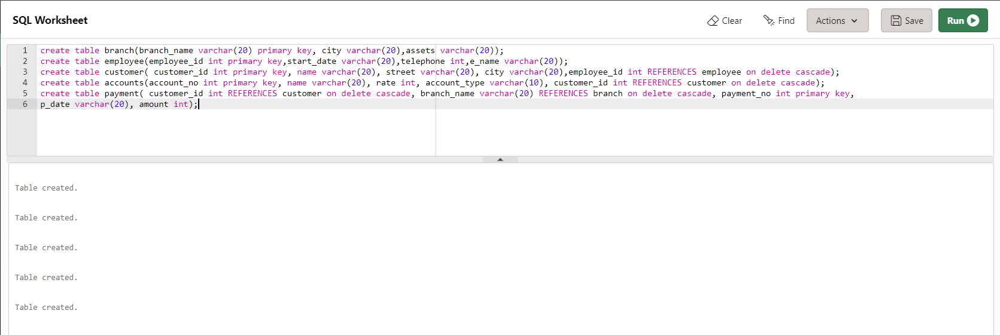 SQL Worksheet
Clear
Find
Actions
Save
Run
1 create table branch(branch_name varchar(20) primary key, city varchar(20),assets varchar(20));
2 create table employee(employee_id int primary key,start_date varchar(20),telephone int,e_name varchar(20));
3 create table customer( customer_id int primary key, name varchar(20), street varchar(20), city varchar(20),employee_id int REFERENCES employee on delete cascade);
4 create table accounts(account_no int primary key, name varchar(20), rate int, account_type varchar(10), customer_id int REFERENCES customer on delete cascade);
5 create table payment( customer_id int REFERENCES customer on delete cascade, branch_name varchar(20) REFERENCES branch on delete cascade, payment_no int primary key,
6 p_date varchar(20), amount int);
Table created.
Table created.
Table created.
Table created.
Table created.